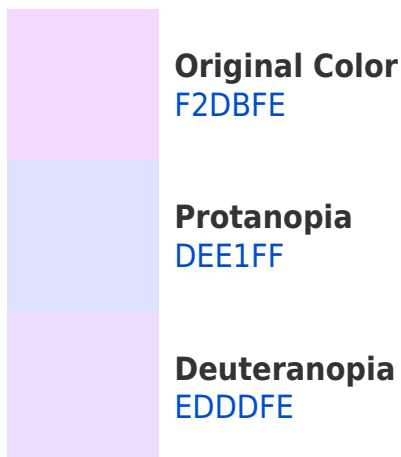 Original Color
F2DBFE
Protanopia
DEE1FF
Deuteranopia
EDDDFE